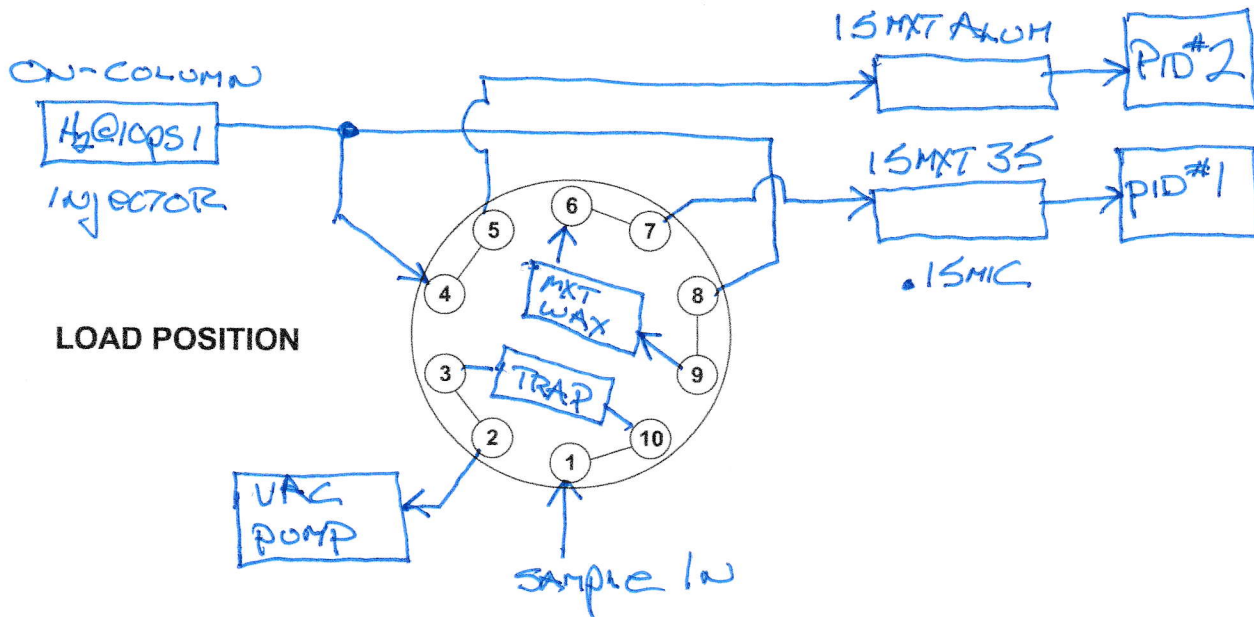 15MXT ALUM
PID#2
ON-COLUMN
H2@10PSI
INJECTOR
15MXT 35
PID#1
.15MIC
6
7
5
8
4
MXT
WAX
LOAD POSITION
9
3
TRAP
2
10
1
VAC
PUMP
SAMPLE IN